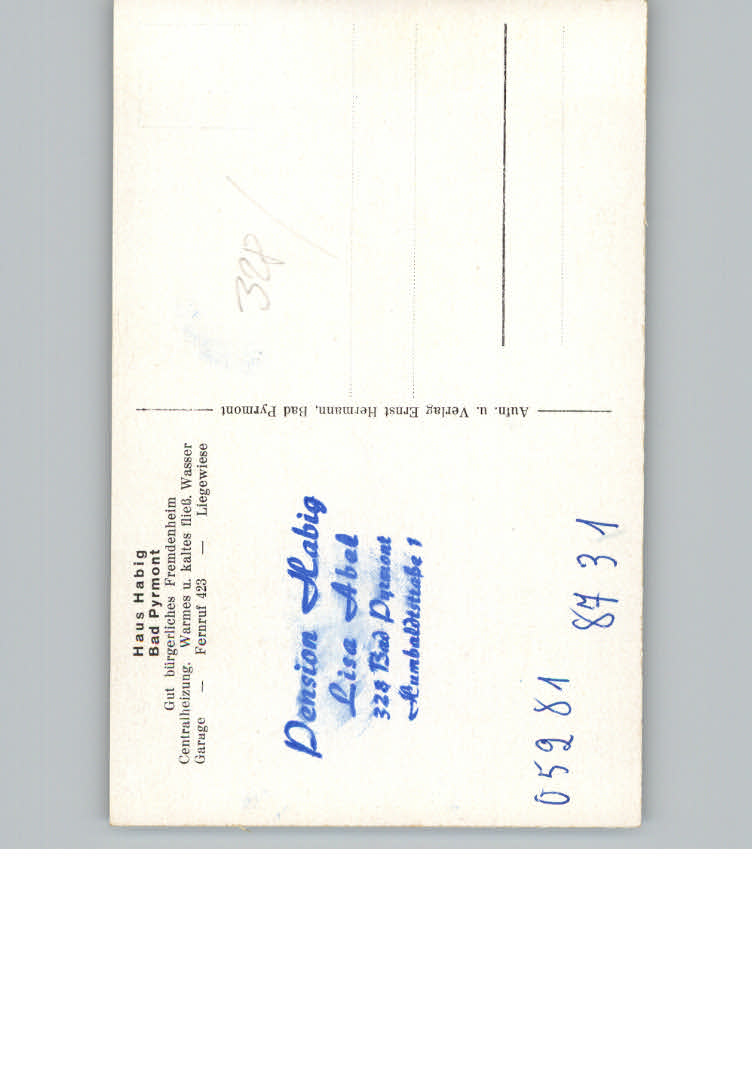 Haus Habig
Bad Pyrmont
Gut bürgerliches Fremdenheim
Centralheizung. Warmes u. kaltes fließ. Wasser
Garage — Fernruf 423 — Liegewiese
Pension Habig
Lisa Abel
328 Bad Pyrmont
Humboldtstraße 1
05281 8731
Aufn. u. Verlag Ernst Hermann, Bad Pyrmont